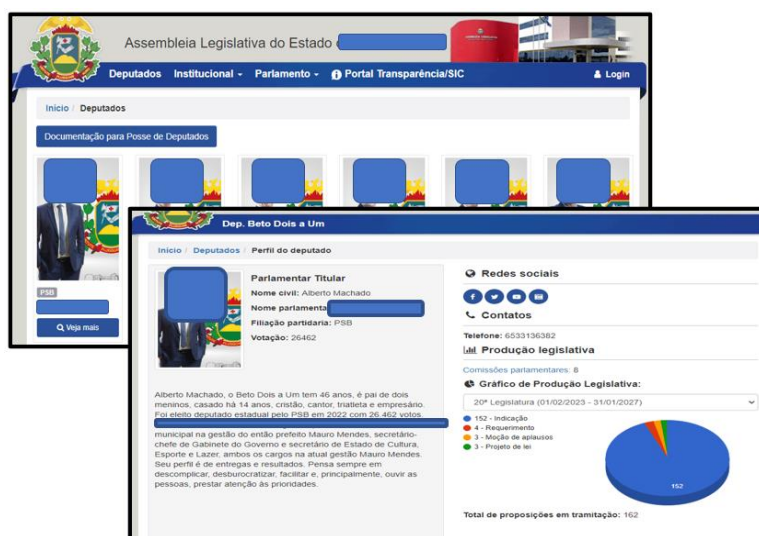 Assembleia Legislativa do Estado
Deputados Institucional Parlamento Portal Transparência/SIC Login
Início / Deputados
Documentação para Posse de Deputados
PSB
Veja mais
Dep. Beto Dois a Um
Início / Deputados / Perfil do deputado
Parlamentar Titular
Nome civil: Alberto Machado
Nome parlamenta
Filiação partidaria: PSB
Votação: 26462
Alberto Machado, o Beto Dois a Um tem 46 anos, é pai de dois
meninos, casado há 14 anos, cristão, cantor, triatleta e empresário.
Foi eleito deputado estadual pelo PSB em 2022 com 26.462 votos.
municipal na gestão do então prefeito Mauro Mendes, secretário-
chefe de Gabinete do Governo e secretário de Estado de Cultura,
Esporte e Lazer, ambos os cargos na atual gestão Mauro Mendes.
Seu perfil é de entregas e resultados. Pensa sempre em
descomplicar, desburocratizar, facilitar e, principalmente, ouvir as
pessoas, prestar atenção às prioridades.
Redes sociais
Contatos
Telefone: 6533136382
Produção legislativa
Comissões parlamentares: 8
Gráfico de Produção Legislativa:
20ª Legislatura (01/02/2023 - 31/01/2027)
152 - Indicação
4 - Requerimento
3 - Moção de aplausos
3 - Projeto de lei
152
Total de proposições em tramitação: 162